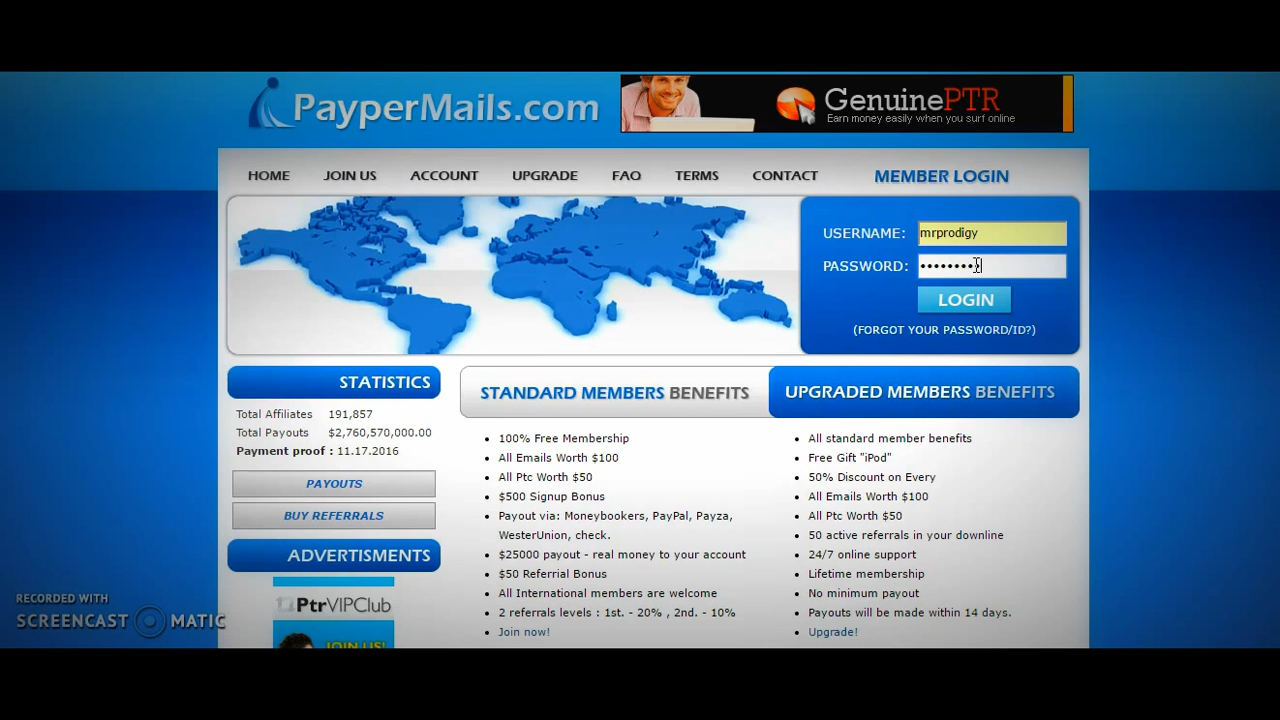 PayperMails.com
GenuinePTR
Earn money easily when you surf online
HOME JOIN US ACCOUNT UPGRADE FAQ TERMS CONTACT MEMBER LOGIN
USERNAME: mrprodigy
PASSWORD:
LOGIN
(FORGOT YOUR PASSWORD/ID?)
STATISTICS
Total Affiliates 191,857
Total Payouts $2,760,570,000.00
Payment proof : 11.17.2016
PAYOUTS
BUY REFERRALS
ADVERTISMENTS
PtrVIPClub
JOIN US!
STANDARD MEMBERS BENEFITS
100% Free Membership
All Emails Worth $100
All Ptc Worth $50
$500 Signup Bonus
Payout via: Moneybookers, PayPal, Payza,
WesterUnion, check.
$25000 payout - real money to your account
$50 Referral Bonus
All International members are welcome
2 referrals levels : 1st. - 20% , 2nd. - 10%
Join now!
UPGRADED MEMBERS BENEFITS
All standard member benefits
Free Gift "iPod"
50% Discount on Every
All Emails Worth $100
All Ptc Worth $50
50 active referrals in your downline
24/7 online support
Lifetime membership
No minimum payout
Payouts will be made within 14 days.
Upgrade!
RECORDED WITH
SCREENCAST MATIC